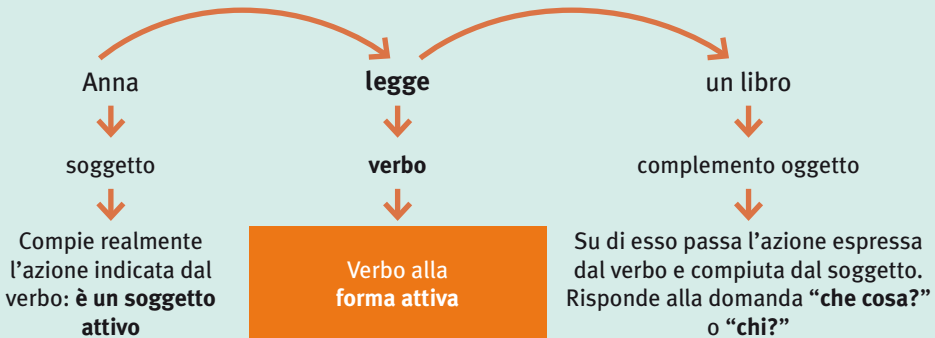 Anna
legge
un libro
soggetto
verbo
complemento oggetto
Compie realmente
l’azione indicata dal
verbo: è un soggetto
attivo
Verbo alla
forma attiva
Su di esso passa l’azione espressa
dal verbo e compiuta dal soggetto.
Risponde alla domanda “che cosa?”
o “chi?”